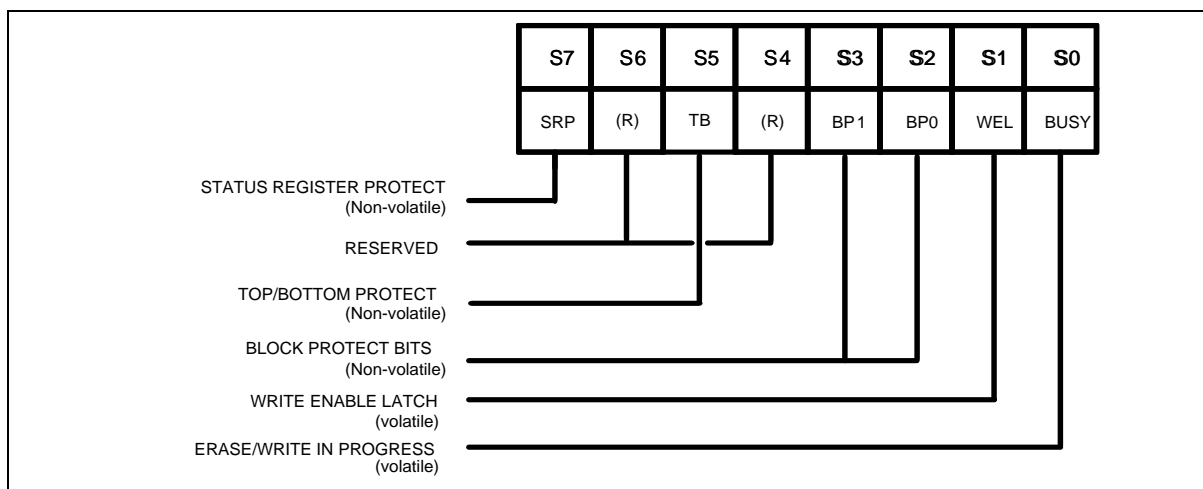 S7 S6 S5 S4 S3 S2 S1 S0
SRP (R) TB (R) BP1 BP0 WEL BUSY
STATUS REGISTER PROTECT
(Non-volatile)
RESERVED
TOP/BOTTOM PROTECT
(Non-volatile)
BLOCK PROTECT BITS
(Non-volatile)
WRITE ENABLE LATCH
(volatile)
ERASE/WRITE IN PROGRESS
(volatile)